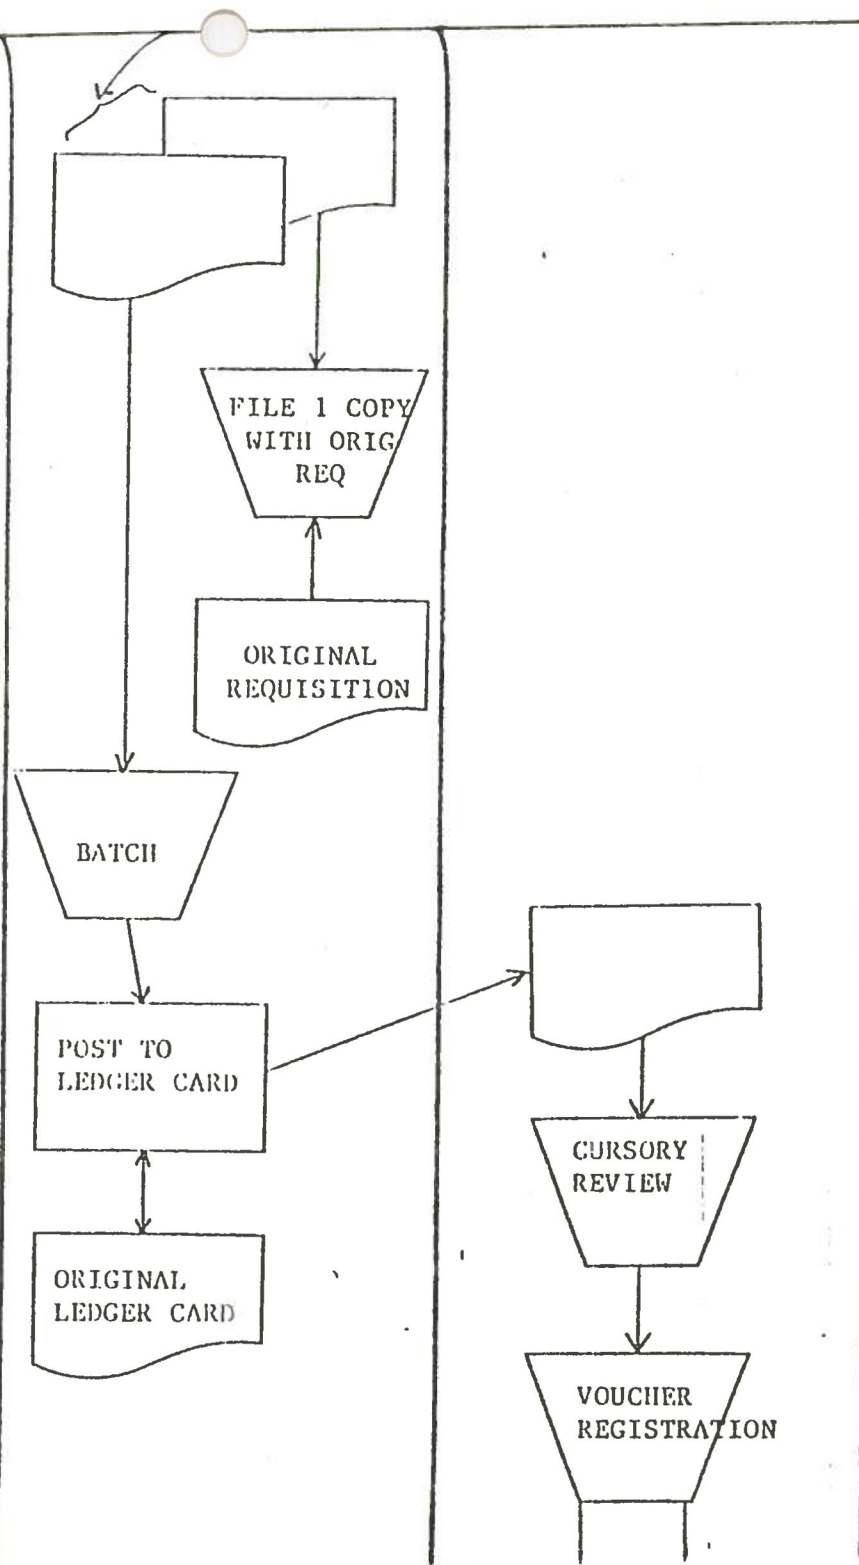 FILE 1 COPY
WITH ORIG
REQ
ORIGINAL
REQUISITION
BATCH
POST TO
LEDGER CARD
ORIGINAL
LEDGER CARD
CURSORY
REVIEW
VOUCHER
REGISTRATION